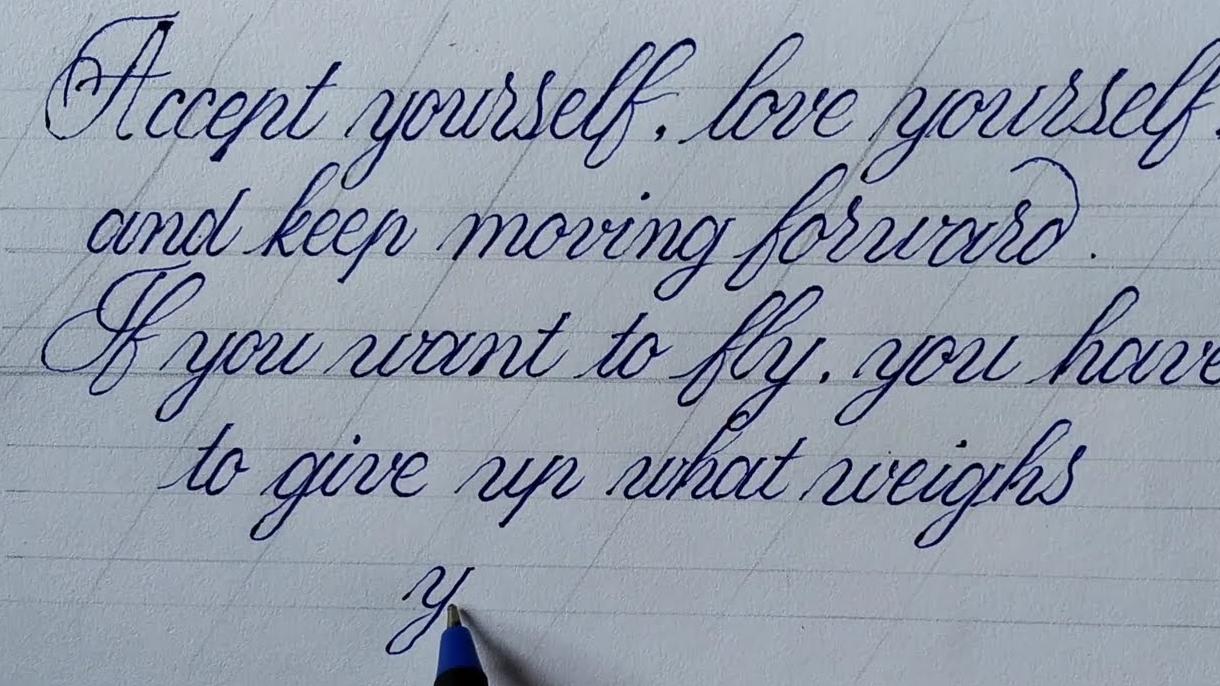 Accept yourself, love yourself,
and keep moving forward.
If you want to fly, you have
to give up what weighs
y